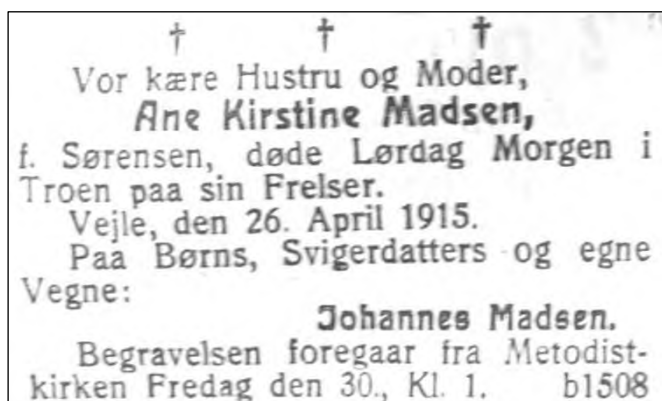 † † †
Vor kære Hustru og Moder,
Ane Kirstine Madsen,
f. Sørensen, døde Lørdag Morgen i
Troen paa sin Frelser.
Vejle, den 26. April 1915.
Paa Børns, Svigerdatters og egne
Vegne:
Johannes Madsen.
Begravelsen foregaar fra Metodist-
kirken Fredag den 30., Kl. 1. b1508